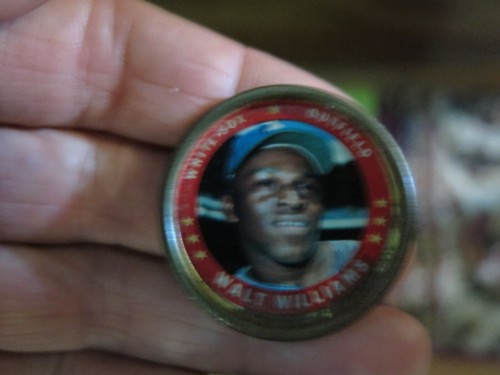 WHITE SOX
OUTFIELD
WALT WILLIAMS